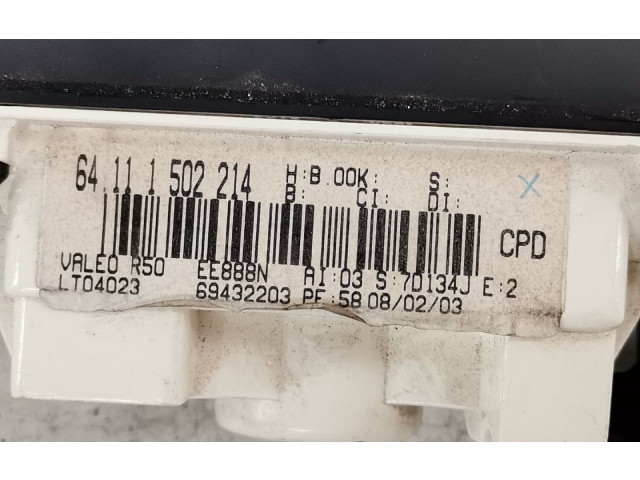 64.11 1 502 214 H:B.00K: S:
B: CI: DI:
CPD
VALEO R50 EE888N AI:03 S:7D134J E:2
LT04023 69432203 PF:58 08/02/03
X